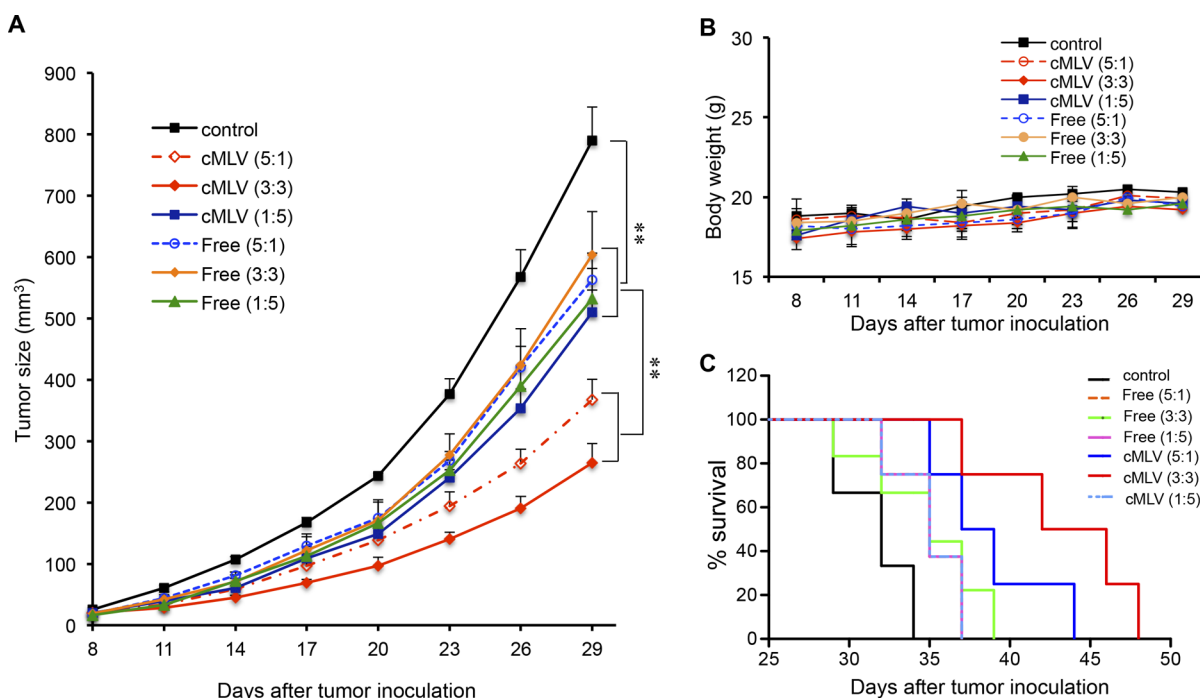 A
Tumor size (mm³)
900
800
700
600
500
400
300
200
100
0
control
cMLV (5:1)
cMLV (3:3)
cMLV (1:5)
Free (5:1)
Free (3:3)
Free (1:5)
**
**
8 11 14 17 20 23 26 29
Days after tumor inoculation
B
Body weight (g)
30
25
20
15
control
cMLV (5:1)
cMLV (3:3)
cMLV (1:5)
Free (5:1)
Free (3:3)
Free (1:5)
8 11 14 17 20 23 26 29
Days after tumor inoculation
C
% survival
120
100
80
60
40
20
0
control
Free (5:1)
Free (3:3)
Free (1:5)
cMLV (5:1)
cMLV (3:3)
cMLV (1:5)
25 30 35 40 45 50
Days after tumor inoculation